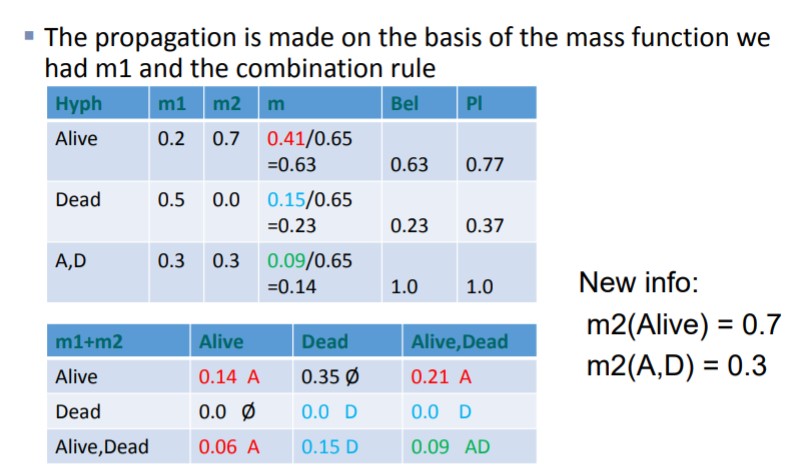 ▪ The propagation is made on the basis of the mass function we
had m1 and the combination rule
Hyph m1 m2 m Bel Pl
Alive 0.2 0.7 0.41/0.65
=0.63 0.63 0.77
Dead 0.5 0.0 0.15/0.65
=0.23 0.23 0.37
A,D 0.3 0.3 0.09/0.65
=0.14 1.0 1.0
New info:
m2(Alive) = 0.7
m2(A,D) = 0.3
m1+m2 Alive Dead Alive,Dead
Alive 0.14 A 0.35 Ø 0.21 A
Dead 0.0 Ø 0.0 D 0.0 D
Alive,Dead 0.06 A 0.15 D 0.09 AD